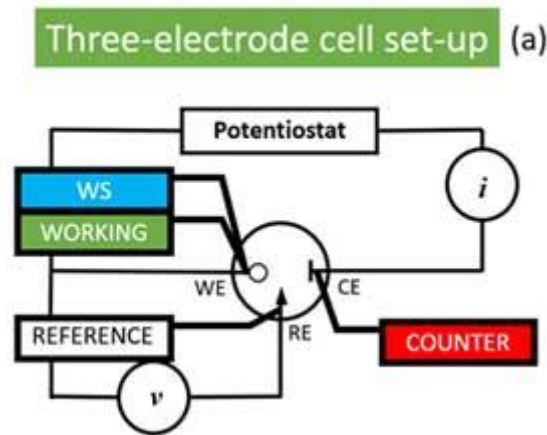 Three-electrode cell set-up (a)
Potentiostat
WS
i
WORKING
WE
CE
REFERENCE
RE
COUNTER
v